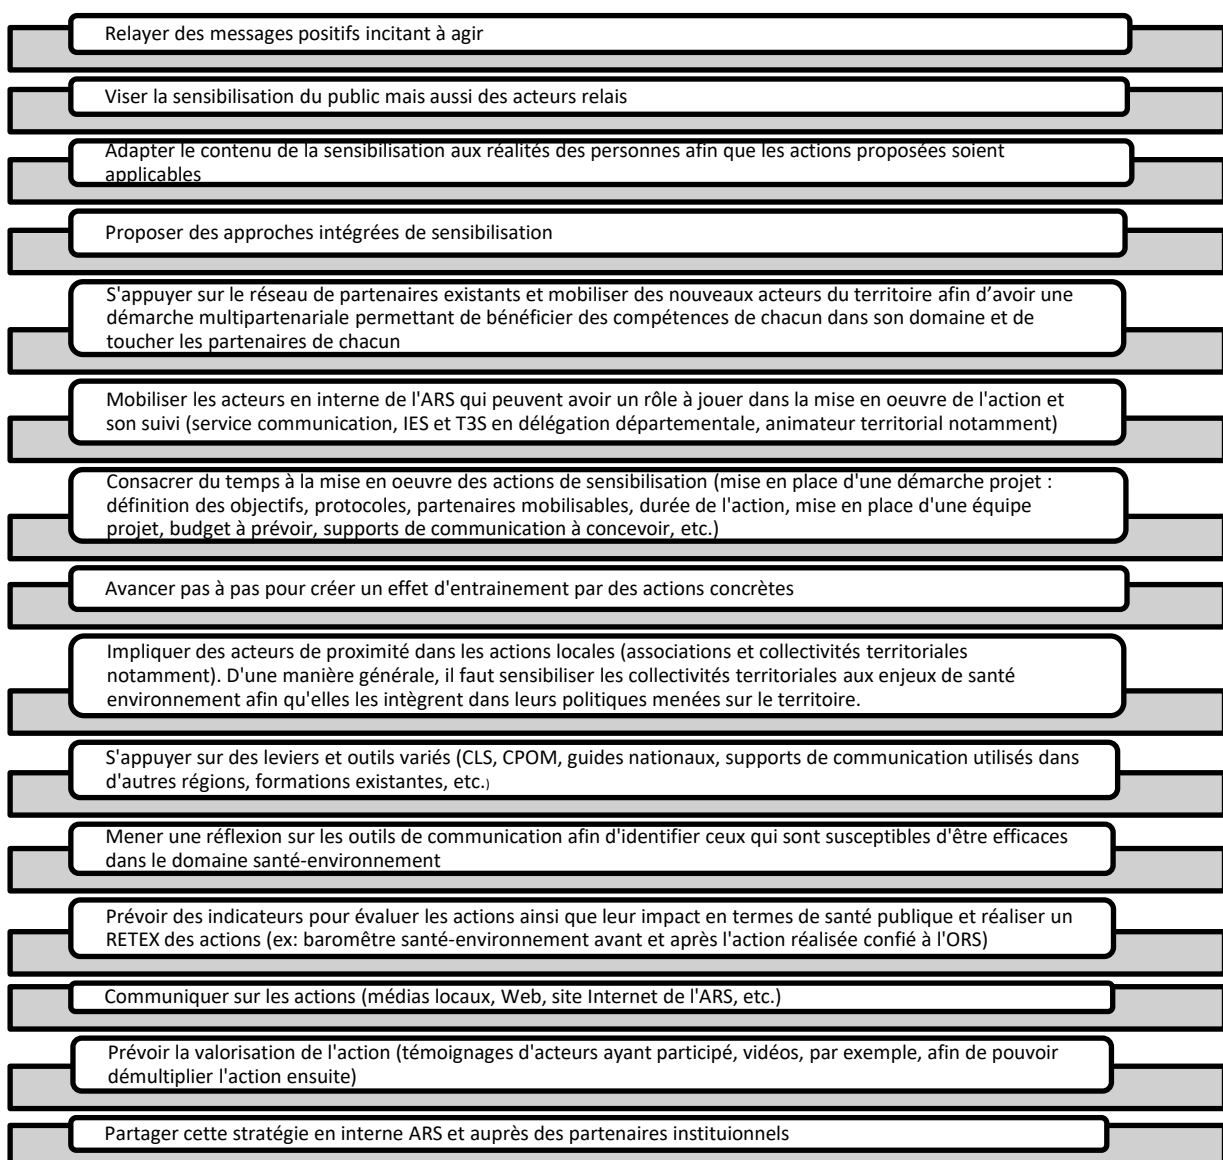 Relayer des messages positifs incitant à agir
Viser la sensibilisation du public mais aussi des acteurs relais
Adapter le contenu de la sensibilisation aux réalités des personnes afin que les actions proposées soient
applicables
Proposer des approches intégrées de sensibilisation
S'appuyer sur le réseau de partenaires existants et mobiliser des nouveaux acteurs du territoire afin d’avoir une
démarche multipartenariale permettant de bénéficier des compétences de chacun dans son domaine et de
toucher les partenaires de chacun
Mobiliser les acteurs en interne de l'ARS qui peuvent avoir un rôle à jouer dans la mise en oeuvre de l'action et
son suivi (service communication, IES et T3S en délégation départementale, animateur territorial notamment)
Consacrer du temps à la mise en oeuvre des actions de sensibilisation (mise en place d'une démarche projet :
définition des objectifs, protocoles, partenaires mobilisables, durée de l'action, mise en place d'une équipe
projet, budget à prévoir, supports de communication à concevoir, etc.)
Avancer pas à pas pour créer un effet d'entrainement par des actions concrètes
Impliquer des acteurs de proximité dans les actions locales (associations et collectivités territoriales
notamment). D'une manière générale, il faut sensibiliser les collectivités territoriales aux enjeux de santé
environnement afin qu'elles les intègrent dans leurs politiques menées sur le territoire.
S'appuyer sur des leviers et outils variés (CLS, CPOM, guides nationaux, supports de communication utilisés dans
d'autres régions, formations existantes, etc.)
Mener une réflexion sur les outils de communication afin d'identifier ceux qui sont susceptibles d'être efficaces
dans le domaine santé-environnement
Prévoir des indicateurs pour évaluer les actions ainsi que leur impact en termes de santé publique et réaliser un
RETEX des actions (ex: baromêtre santé-environnement avant et après l'action réalisée confié à l'ORS)
Communiquer sur les actions (médias locaux, Web, site Internet de l'ARS, etc.)
Prévoir la valorisation de l'action (témoignages d'acteurs ayant participé, vidéos, par exemple, afin de pouvoir
démultiplier l'action ensuite)
Partager cette stratégie en interne ARS et auprès des partenaires instituionnels